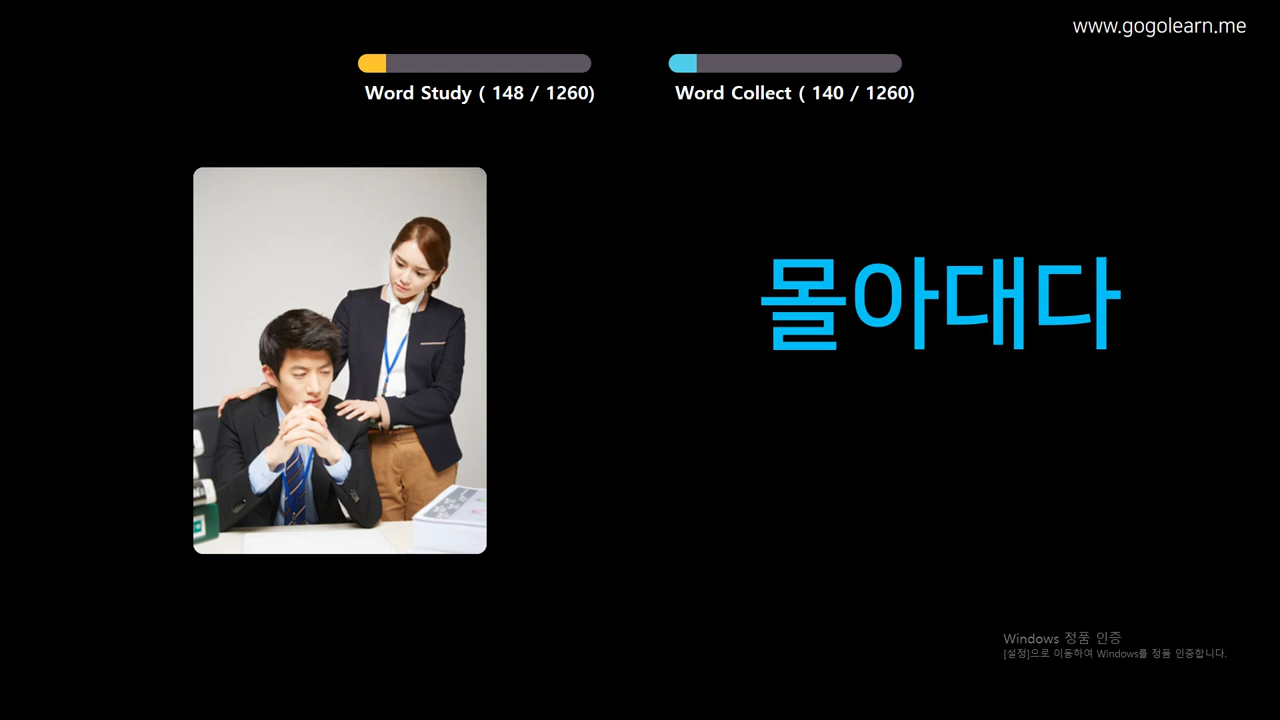 www.gogolearn.me
Word Study ( 148 / 1260)
Word Collect ( 140 / 1260)
몰아대다
Windows 정품 인증
[설정]으로 이동하여 Windows를 정품 인증합니다.